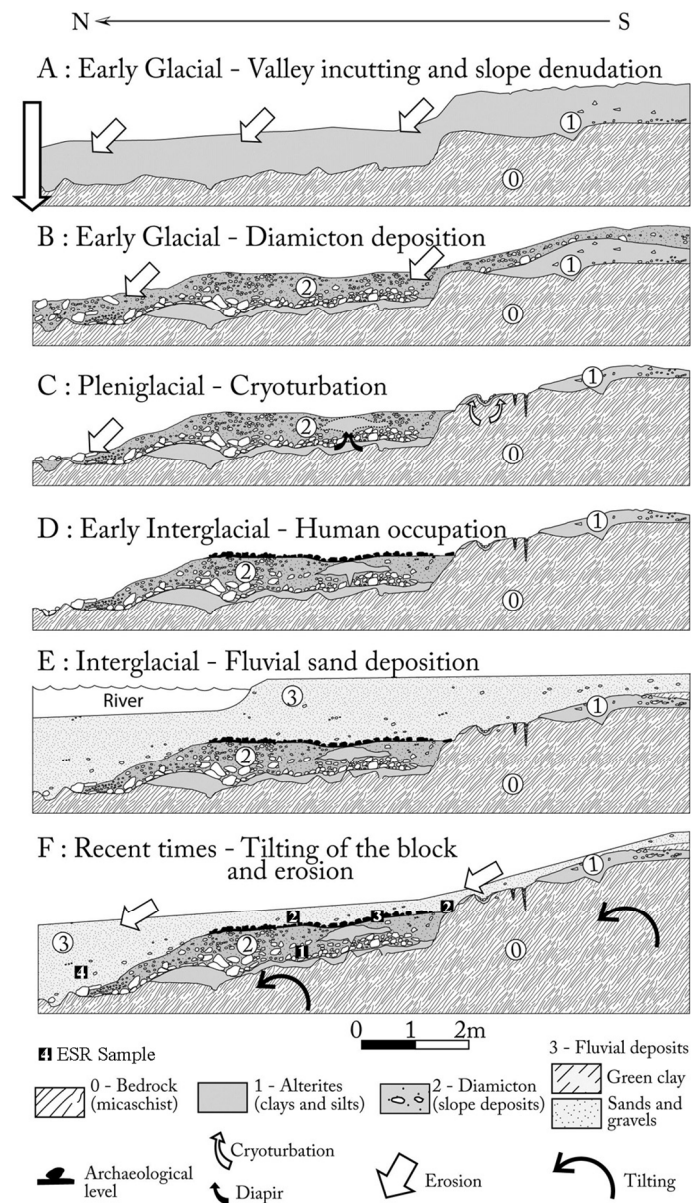 N S
A : Early Glacial - Valley incutting and slope denudation
1
0
B : Early Glacial - Diamicton deposition
1
2
0
C : Pleniglacial - Cryoturbation
1
2
0
D : Early Interglacial - Human occupation
1
2
0
E : Interglacial - Fluvial sand deposition
River
3
1
2
0
F : Recent times - Tilting of the block
and erosion
1
2
2
3
3
2
0
1
4
0 1 2m
4 ESR Sample
3 - Fluvial deposits
0 - Bedrock
(micaschist)
1 - Alterites
(clays and silts)
2 - Diamicton
(slope deposits)
Green clay
Sands and
gravels
Archaeological
level
Cryoturbation
Diapir
Erosion
Tilting